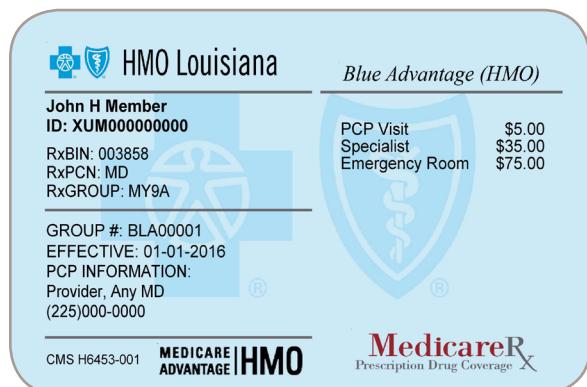 HMO Louisiana
John H Member
ID: XUM000000000
RxBIN: 003858
RxPCN: MD
RxGROUP: MY9A
GROUP #: BLA00001
EFFECTIVE: 01-01-2016
PCP INFORMATION:
Provider, Any MD
(225)000-0000
CMS H6453-001
MEDICARE ADVANTAGE | HMO
Blue Advantage (HMO)
PCP Visit $5.00
Specialist $35.00
Emergency Room $75.00
® ®
MedicareRx
Prescription Drug Coverage